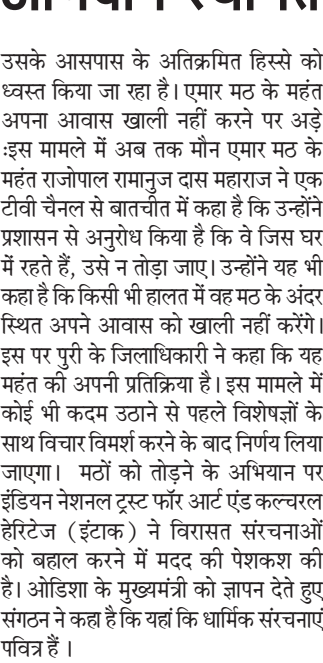 उसके आसपास के अतिक्रमित हिस्से को
ध्वस्त किया जा रहा है। एमार मठ के महंत
अपना आवास खाली नहीं करने पर अड़े
:इस मामले में अब तक मौन एमार मठ के
महंत राजोपाल रामानुज दास महाराज ने एक
टीवी चैनल से बातचीत में कहा है कि उन्होंने
प्रशासन से अनुरोध किया है कि वे जिस घर
में रहते हैं, उसे न तोड़ा जाए। उन्होंने यह भी
कहा है कि किसी भी हालत में वह मठ के अंदर
स्थित अपने आवास को खाली नहीं करेंगे।
इस पर पुरी के जिलाधिकारी ने कहा कि यह
महंत की अपनी प्रतिक्रिया है। इस मामले में
कोई भी कदम उठाने से पहले विशेषज्ञों के
साथ विचार विमर्श करने के बाद निर्णय लिया
जाएगा। मठों को तोड़ने के अभियान पर
इंडियन नेशनल ट्रस्ट फॉर आर्ट एंड कल्चरल
हेरिटेज (इंटाक) ने विरासत संरचनाओं
को बहाल करने में मदद की पेशकश की
है। ओडिशा के मुख्यमंत्री को ज्ञापन देते हुए
संगठन ने कहा है कि यहां कि धार्मिक संरचनाएं
पवित्र हैं ।